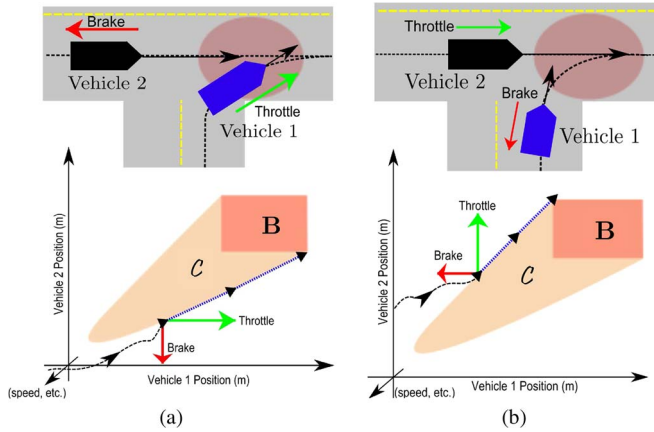 Brake
Vehicle 2
Vehicle 1
Throttle
Throttle
Vehicle 2
Brake
Vehicle 1
Vehicle 2 Position (m)
B
C
Throttle
Brake
Vehicle 1 Position (m)
(speed, etc.)
(a)
Vehicle 2 Position (m)
Throttle
Brake
B
C
Vehicle 1 Position (m)
(speed, etc.)
(b)